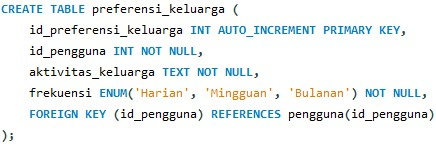 CREATE TABLE preferensi_keluarga (
    id_preferensi_keluarga INT AUTO_INCREMENT PRIMARY KEY,
    id_pengguna INT NOT NULL,
    aktivitas_keluarga TEXT NOT NULL,
    frekuensi ENUM('Harian', 'Mingguan', 'Bulanan') NOT NULL,
    FOREIGN KEY (id_pengguna) REFERENCES pengguna(id_pengguna)
);